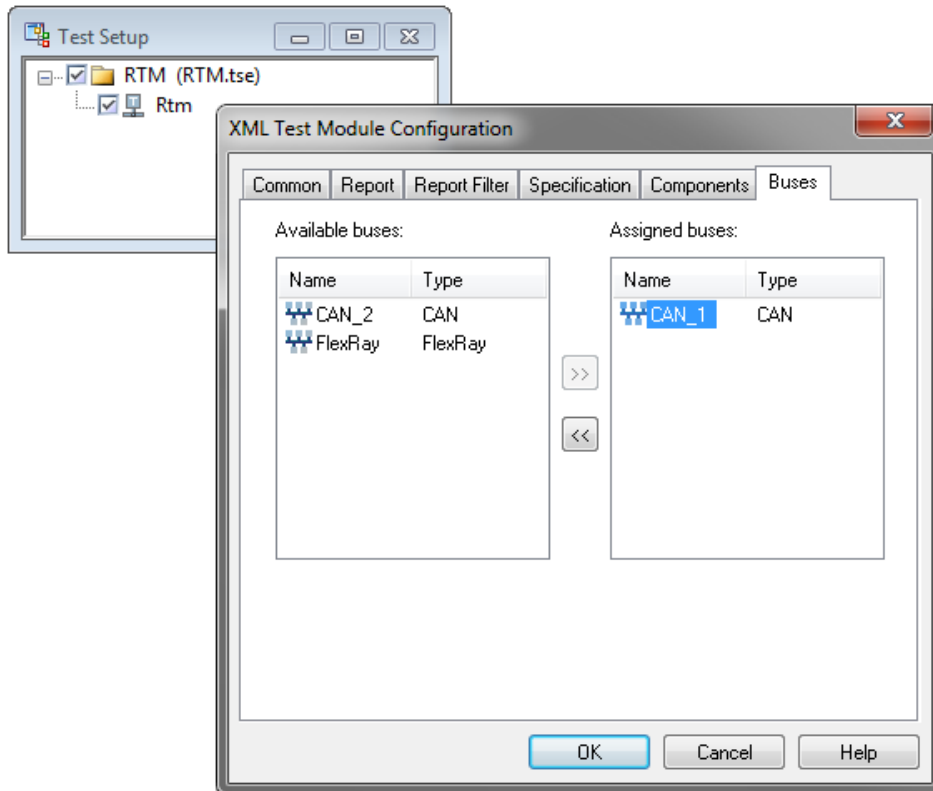 Test Setup
RTM (RTM.tse)
Rtm
XML Test Module Configuration
Common Report Report Filter Specification Components Buses
Available buses: Assigned buses:
Name Type Name Type
CAN_2 CAN CAN_1 CAN
FlexRay FlexRay
>>
<<
OK Cancel Help